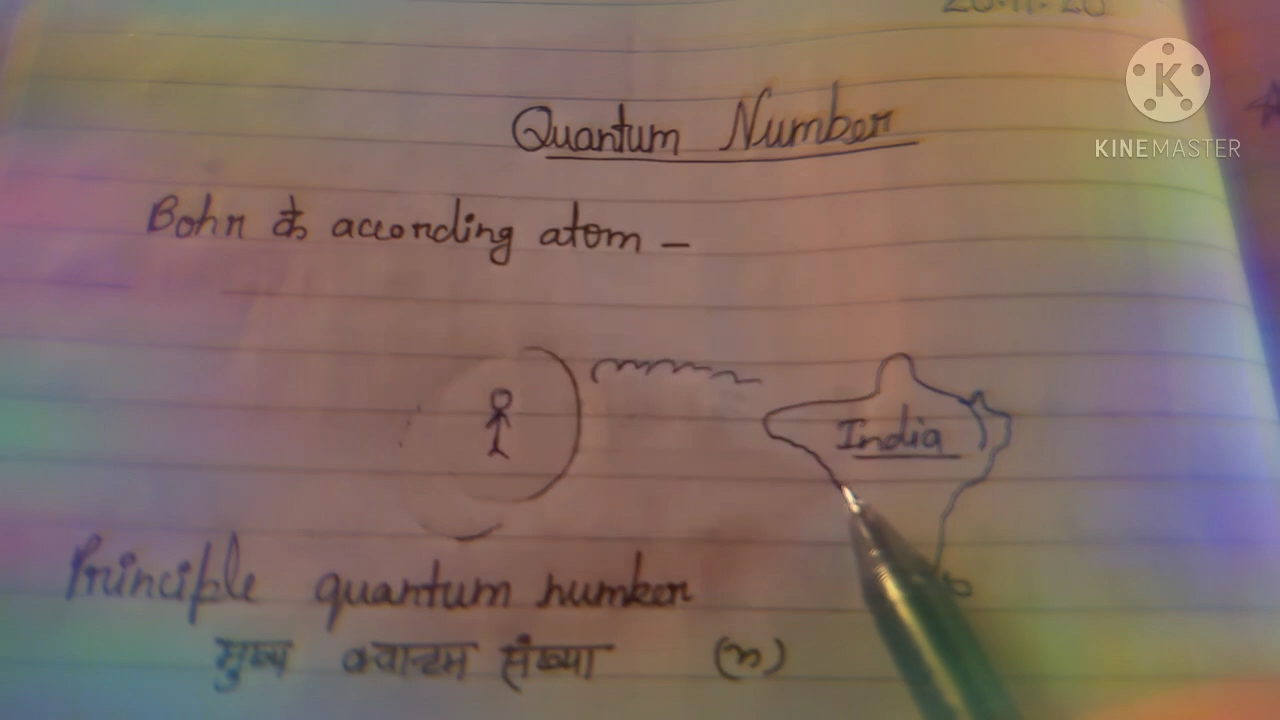 Quantum Number
K
KINEMASTER
Bohr के according atom –
India
Principle quantum number
मुख्य क्वान्टम संख्या (n)